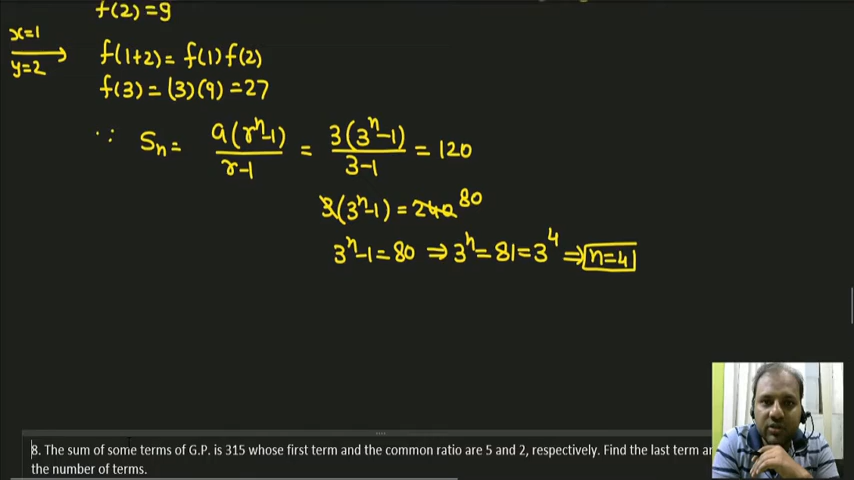 f(2) = 9
x=1
y=2
f(1+2) = f(1) f(2)
f(3) = (3)(9) = 27
∵ Sn = a(r^n-1)/(r-1) = 3(3^n-1)/(3-1) = 120
3(3^n-1) = 240 80
3^n-1 = 80 ⇒ 3^n = 81 = 3^4 ⇒ n=4
8. The sum of some terms of G.P. is 315 whose first term and the common ratio are 5 and 2, respectively. Find the last term
the number of terms.